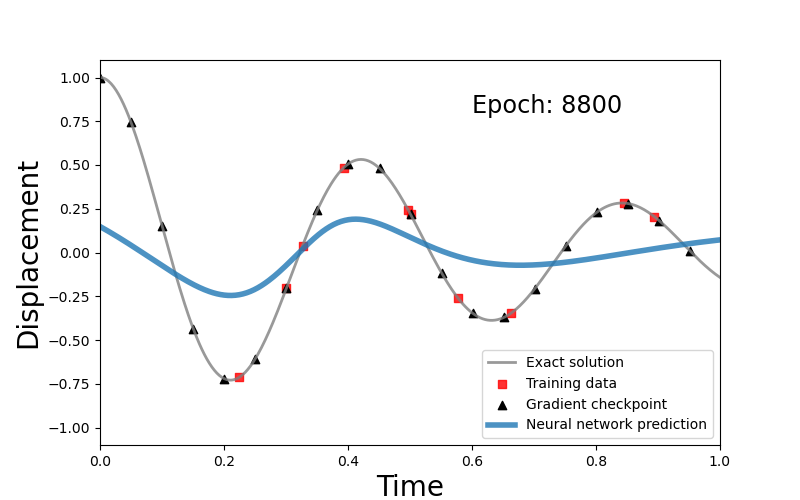 Epoch: 8800
Displacement
1.00
0.75
0.50
0.25
0.00
−0.25
−0.50
−0.75
−1.00
Exact solution
Training data
Gradient checkpoint
Neural network prediction
0.0 0.2 0.4 0.6 0.8 1.0
Time